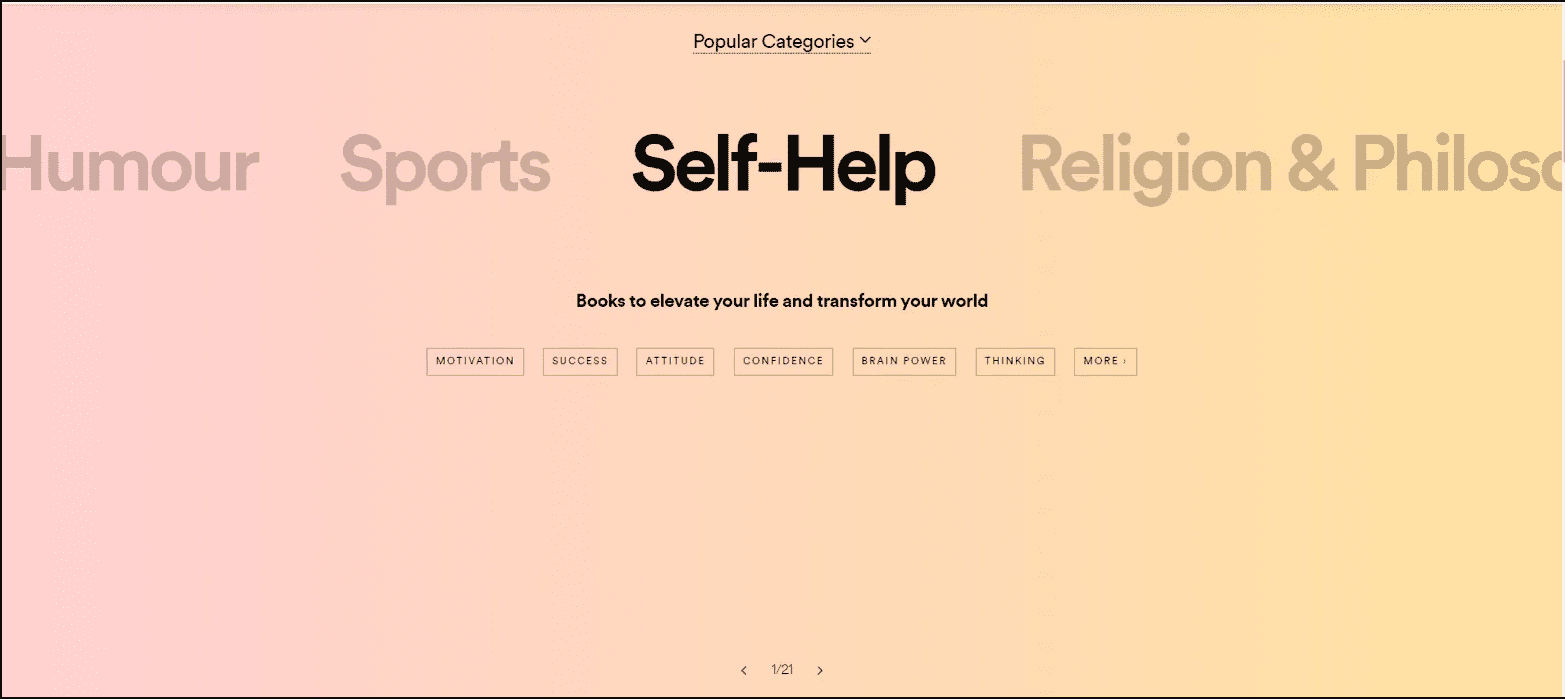 Popular Categories
Humour Sports Self-Help Religion & Philoso
Books to elevate your life and transform your world
MOTIVATION SUCCESS ATTITUDE CONFIDENCE BRAIN POWER THINKING MORE ›
‹ 1/21 ›